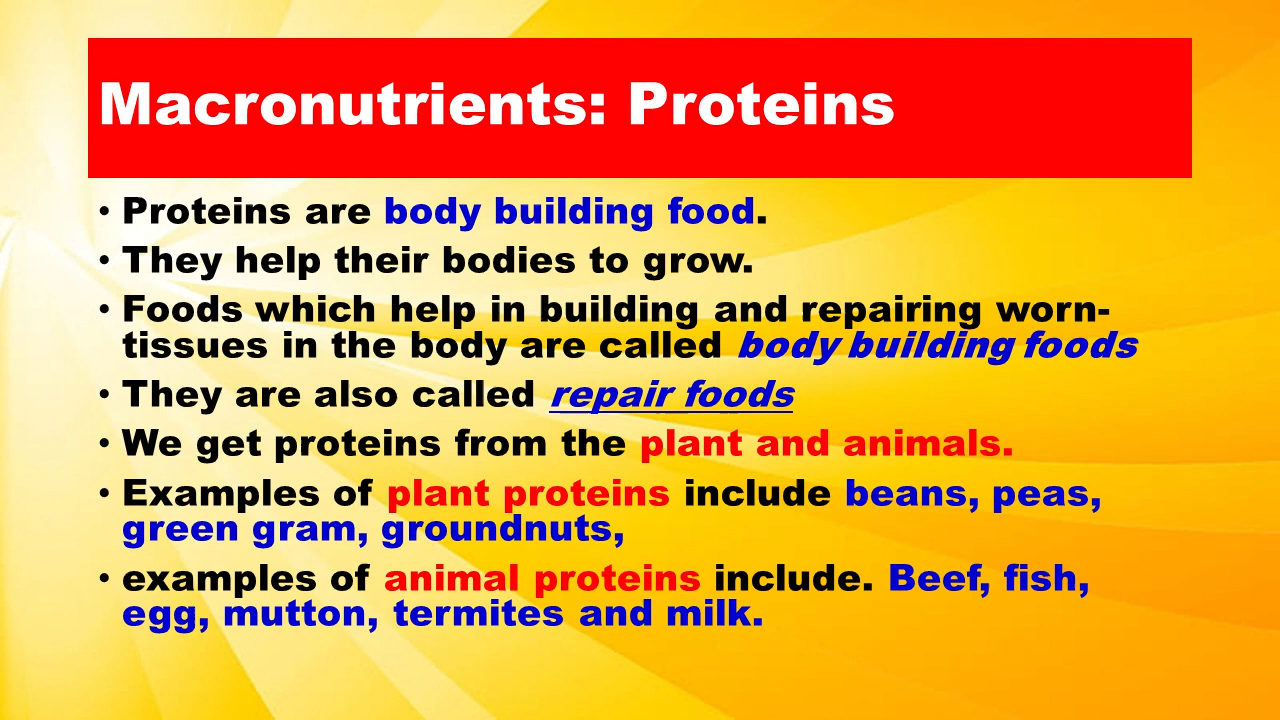 Macronutrients: Proteins
• Proteins are body building food.
• They help their bodies to grow.
• Foods which help in building and repairing worn-
tissues in the body are called body building foods
• They are also called repair foods
• We get proteins from the plant and animals.
• Examples of plant proteins include beans, peas,
green gram, groundnuts,
• examples of animal proteins include. Beef, fish,
egg, mutton, termites and milk.